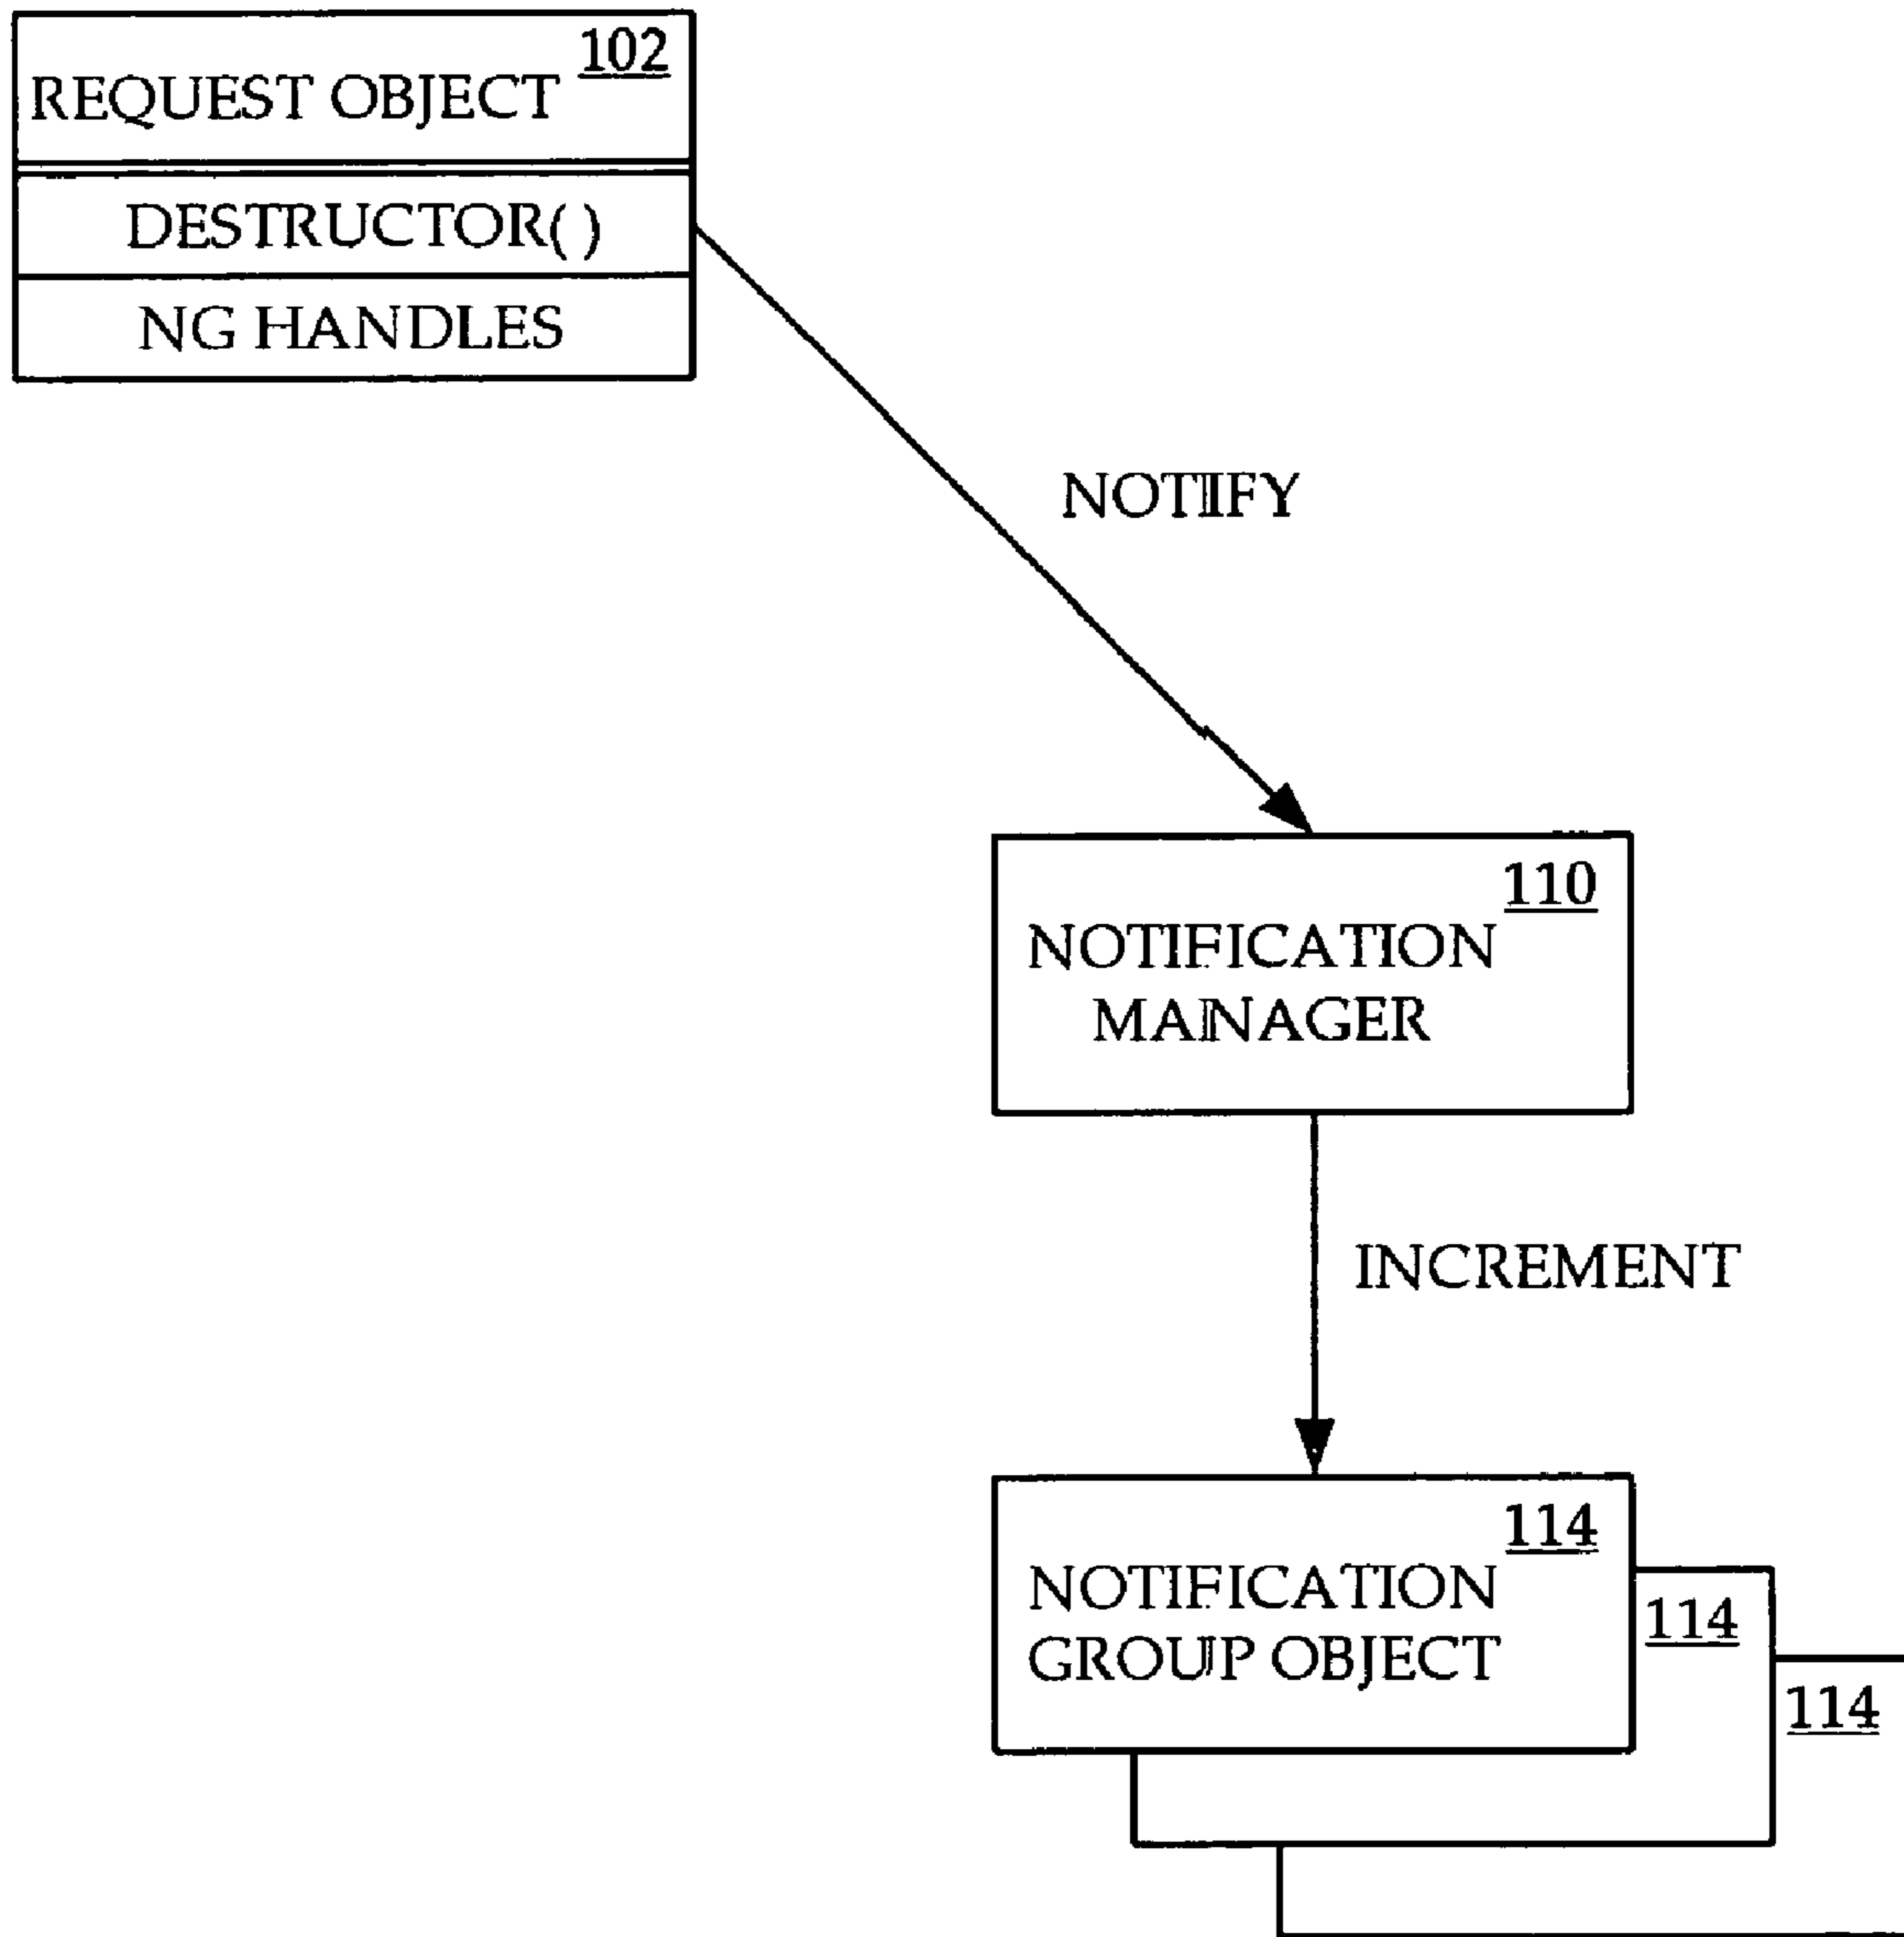 102
REQUEST OBJECT
DESTRUCTOR( )
NG HANDLES
NOTIFY
110
NOTIFICATION
MANAGER
INCREMENT
114
NOTIFICATION
GROUP OBJECT
114
114